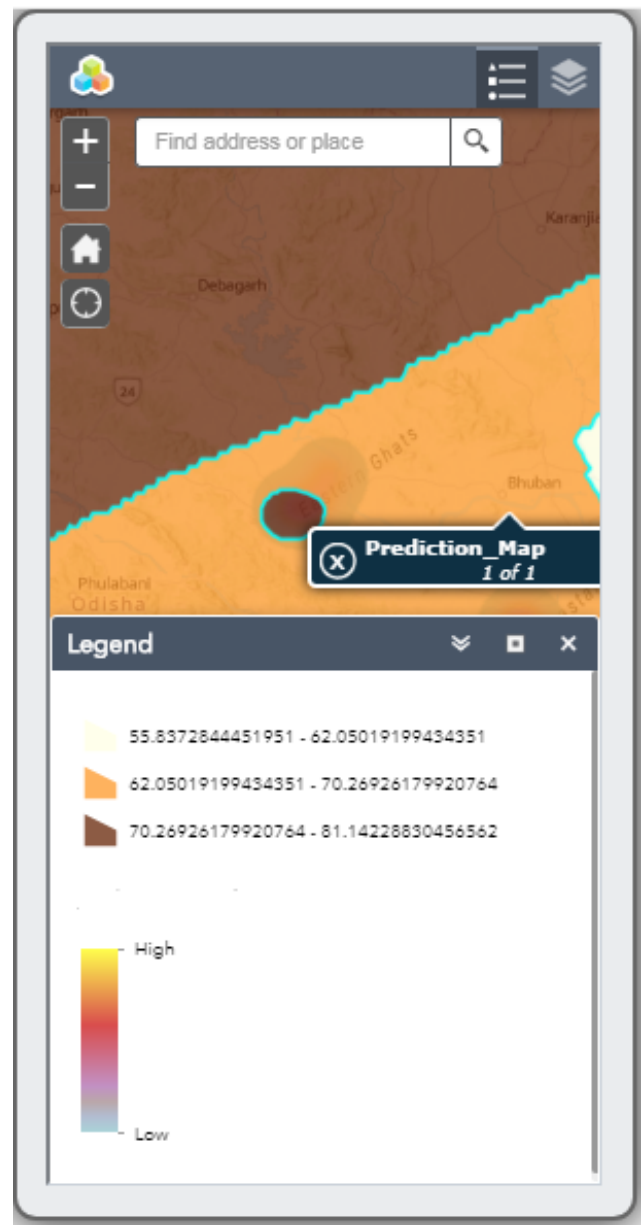 Find address or place
Karanjia
Debagarh
24
Eastern Ghats
Bhuban
Prediction_Map
1 of 1
Phulabani
Odisha
Legend
55.8372844451951 - 62.05019199434351
62.05019199434351 - 70.26926179920764
70.26926179920764 - 81.14228830456562
High
Low